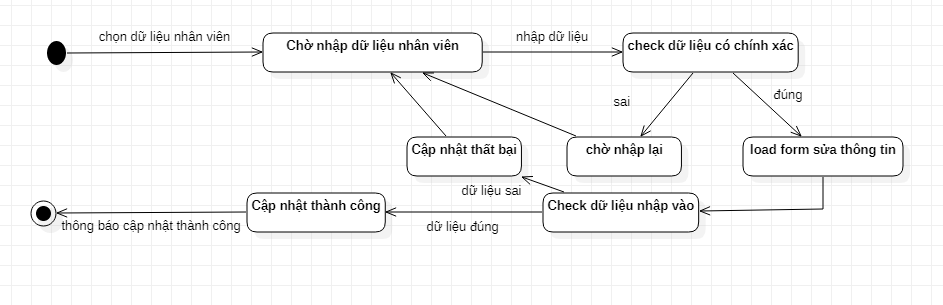 chọn dữ liệu nhân viên
Chờ nhập dữ liệu nhân viên
nhập dữ liệu
check dữ liệu có chính xác
sai
đúng
Cập nhật thất bại
chờ nhập lại
load form sửa thông tin
dữ liệu sai
Cập nhật thành công
Check dữ liệu nhập vào
thông báo cập nhật thành công
dữ liệu đúng